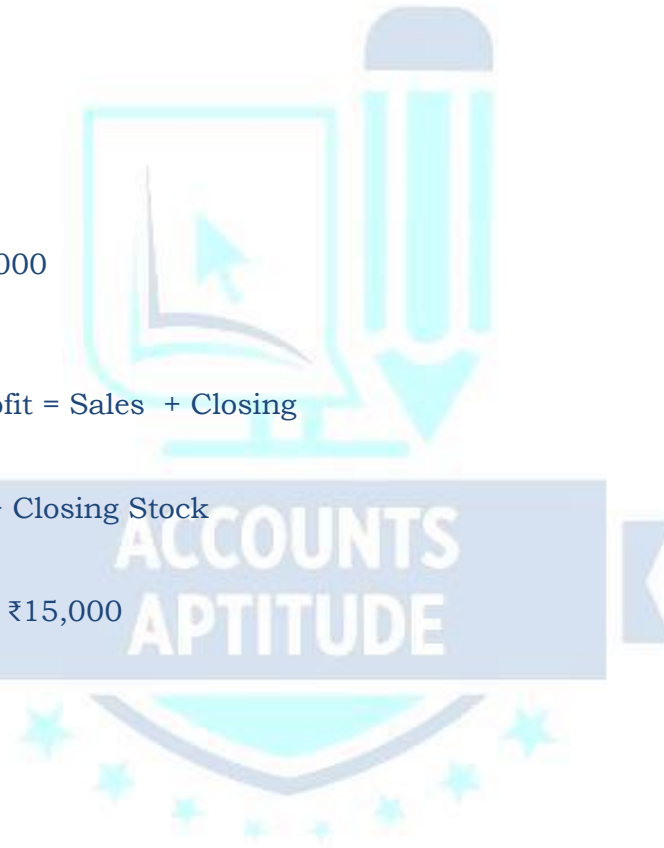 000
ofit = Sales + Closing
Closing Stock
₹15,000
ACCOUNTS
APTITUDE